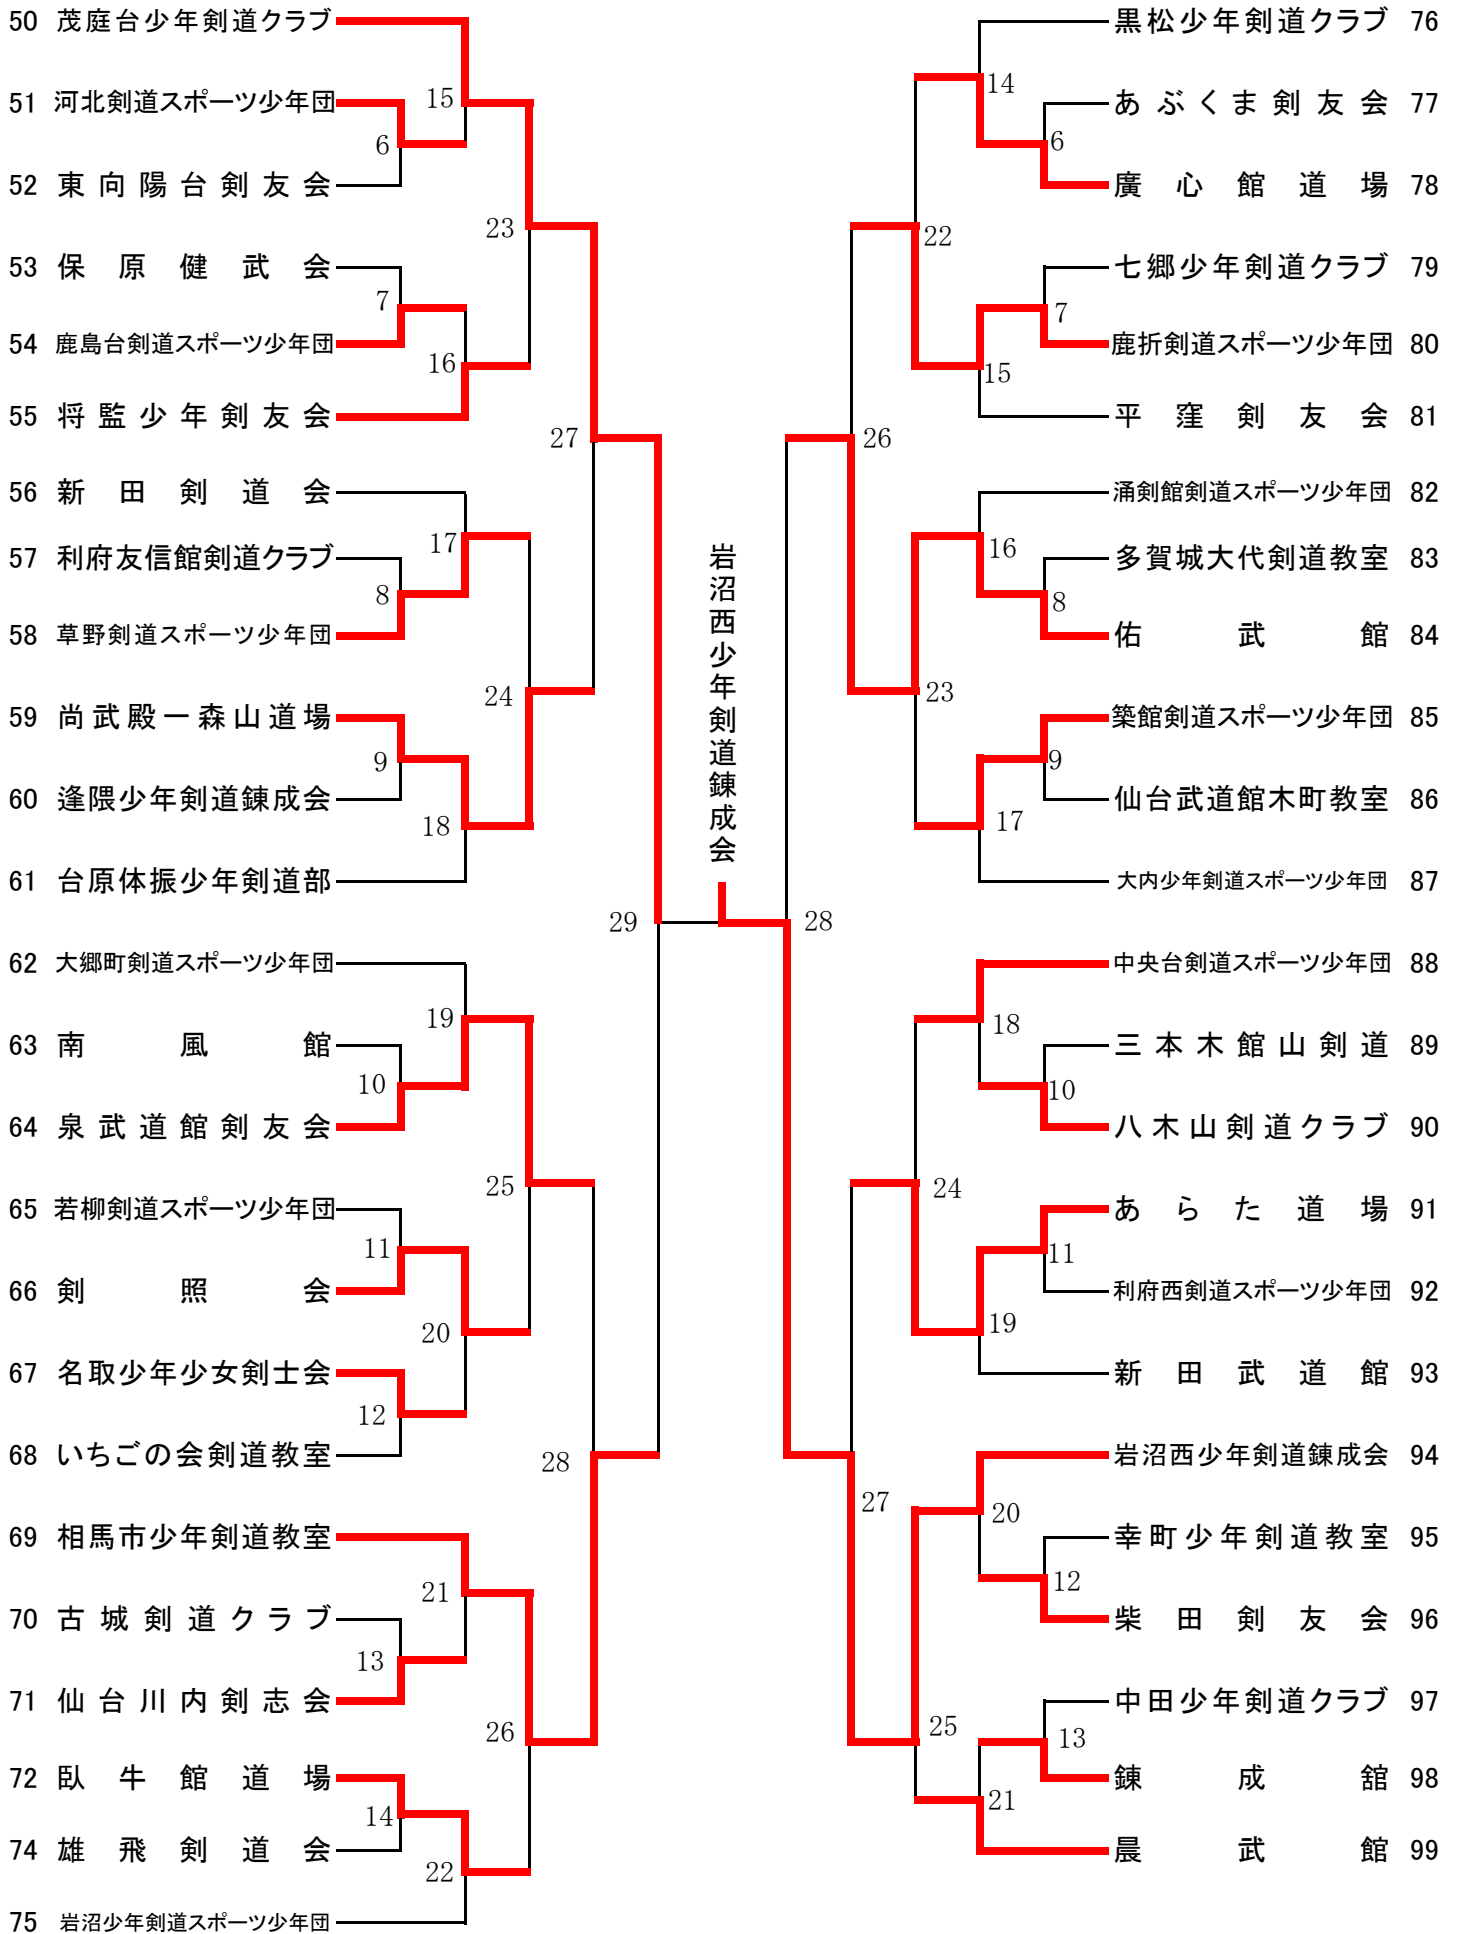 50 茂庭台少年剣道クラブ
51 河北剣道スポーツ少年団
52 東向陽台剣友会
53 保原健武会
54 鹿島台剣道スポーツ少年団
55 将監少年剣友会
56 新田剣道会
57 利府友信館剣道クラブ
58 草野剣道スポーツ少年団
59 尚武殿一森山道場
60 逢隈少年剣道錬成会
61 台原体振少年剣道部
62 大郷町剣道スポーツ少年団
63 南風館
64 泉武道館剣友会
65 若柳剣道スポーツ少年団
66 剣照会
67 名取少年少女剣士会
68 いちごの会剣道教室
69 相馬市少年剣道教室
70 古城剣道クラブ
71 仙台川内剣志会
72 臥牛館道場
74 雄飛剣道会
75 岩沼少年剣道スポーツ少年団
6
7
8
9
10
11
12
13
14
15
16
17
18
19
20
21
22
23
24
25
26
27
28
29
岩沼西少年剣道錬成会
28
26
27
22
23
24
25
14
15
16
17
18
19
20
21
6
7
8
9
10
11
12
13
黒松少年剣道クラブ 76
あぶくま剣友会 77
廣心館道場 78
七郷少年剣道クラブ 79
鹿折剣道スポーツ少年団 80
平窪剣友会 81
涌剣館剣道スポーツ少年団 82
多賀城大代剣道教室 83
佑武館 84
築館剣道スポーツ少年団 85
仙台武道館木町教室 86
大内少年剣道スポーツ少年団 87
中央台剣道スポーツ少年団 88
三本木館山剣道 89
八木山剣道クラブ 90
あらた道場 91
利府西剣道スポーツ少年団 92
新田武道館 93
岩沼西少年剣道錬成会 94
幸町少年剣道教室 95
柴田剣友会 96
中田少年剣道クラブ 97
錬成舘 98
晨武館 99